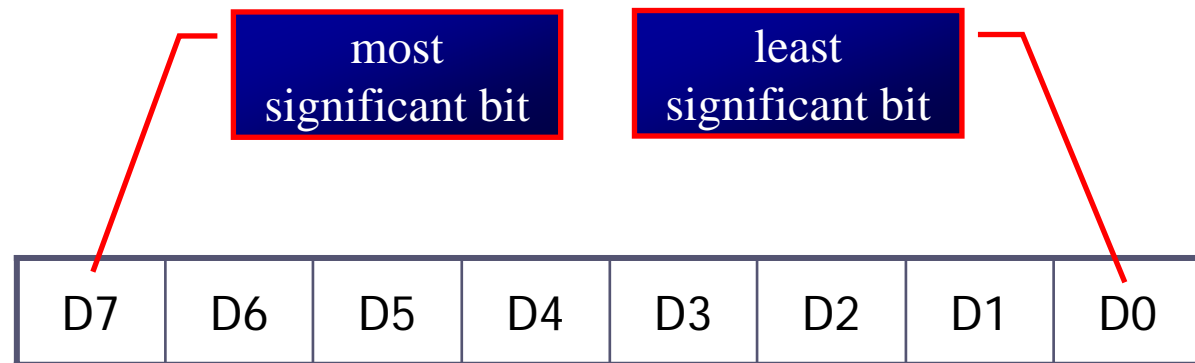 most
significant bit
least
significant bit
D7 D6 D5 D4 D3 D2 D1 D0